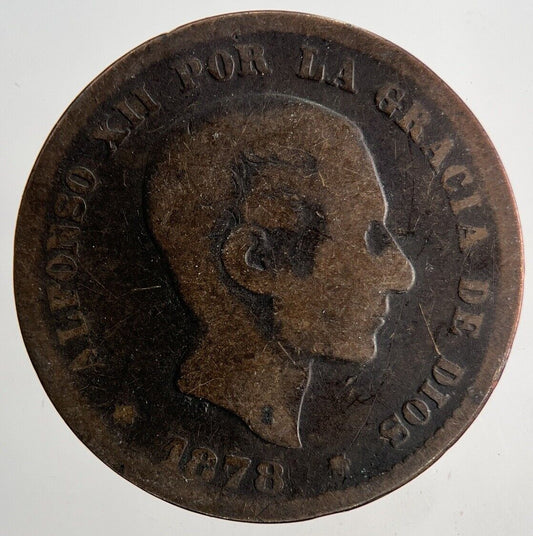 ALFONSO XII POR LA GRACIA DE DIOS
1878